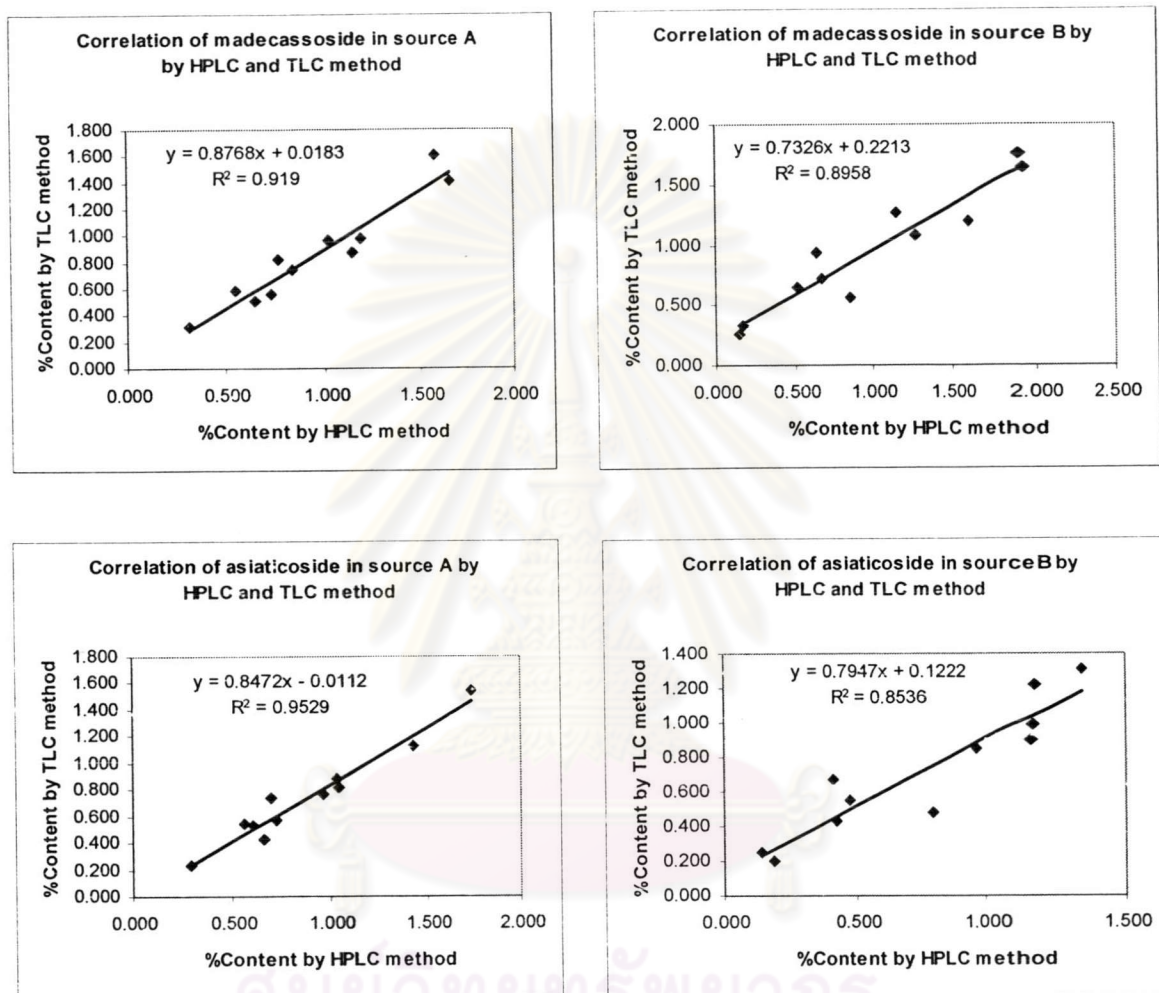 Correlation of madecassoside in source A
by HPLC and TLC method
%Content by TLC method
1.800
1.600
1.400
1.200
1.000
0.800
0.600
0.400
0.200
0.000
y = 0.8768x + 0.0183
R² = 0.919
0.000 0.500 1.000 1.500 2.000
%Content by HPLC method
Correlation of madecassoside in source B by
HPLC and TLC method
%Content by TLC method
2.000
1.500
1.000
0.500
0.000
y = 0.7326x + 0.2213
R² = 0.8958
0.000 0.500 1.000 1.500 2.000 2.500
%Content by HPLC method
Correlation of asiaticoside in source A by
HPLC and TLC method
%Content by TLC method
1.800
1.600
1.400
1.200
1.000
0.800
0.600
0.400
0.200
0.000
y = 0.8472x - 0.0112
R² = 0.9529
0.000 0.500 1.000 1.500 2.000
%Content by HPLC method
Correlation of asiaticoside in source B by
HPLC and TLC method
%Content by TLC method
1.400
1.200
1.000
0.800
0.600
0.400
0.200
0.000
y = 0.7947x + 0.1222
R² = 0.8536
0.000 0.500 1.000 1.500
%Content by HPLC method